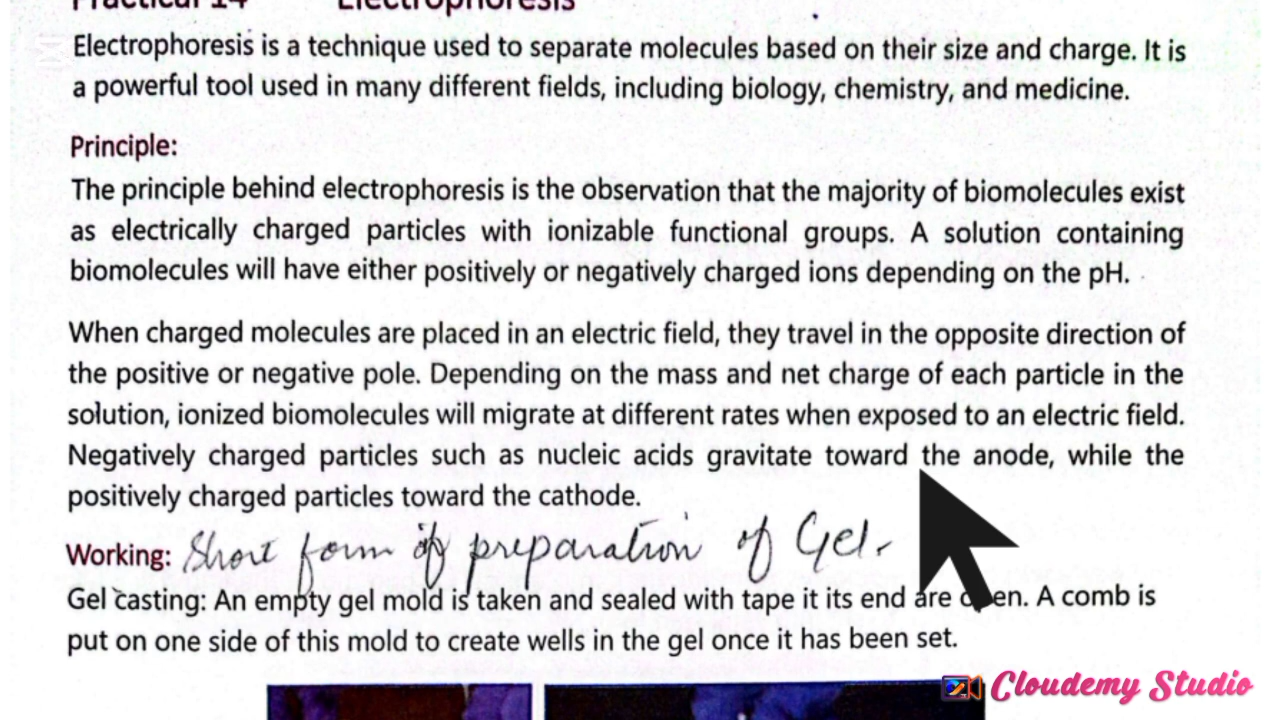 Practical 14 Electrophoresis
Electrophoresis is a technique used to separate molecules based on their size and charge. It is
a powerful tool used in many different fields, including biology, chemistry, and medicine.
Principle:
The principle behind electrophoresis is the observation that the majority of biomolecules exist
as electrically charged particles with ionizable functional groups. A solution containing
biomolecules will have either positively or negatively charged ions depending on the pH.
When charged molecules are placed in an electric field, they travel in the opposite direction of
the positive or negative pole. Depending on the mass and net charge of each particle in the
solution, ionized biomolecules will migrate at different rates when exposed to an electric field.
Negatively charged particles such as nucleic acids gravitate toward the anode, while the
positively charged particles toward the cathode.
Working: Short form of preparation of Gel.
Gel casting: An empty gel mold is taken and sealed with tape it its end are open. A comb is
put on one side of this mold to create wells in the gel once it has been set.
Cloudemy Studio